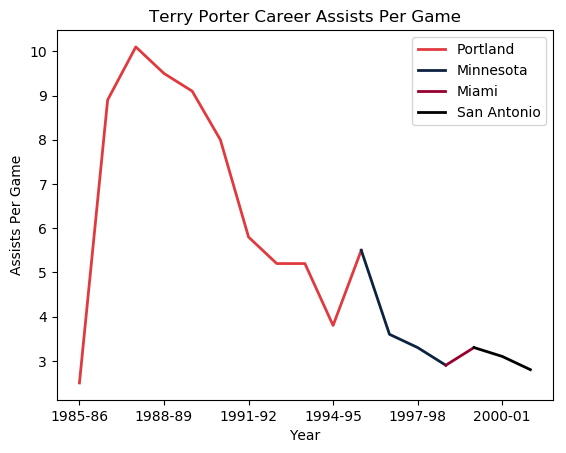 Terry Porter Career Assists Per Game
Portland
Minnesota
Miami
San Antonio
Assists Per Game
10
9
8
7
6
5
4
3
1985-86 1988-89 1991-92 1994-95 1997-98 2000-01
Year